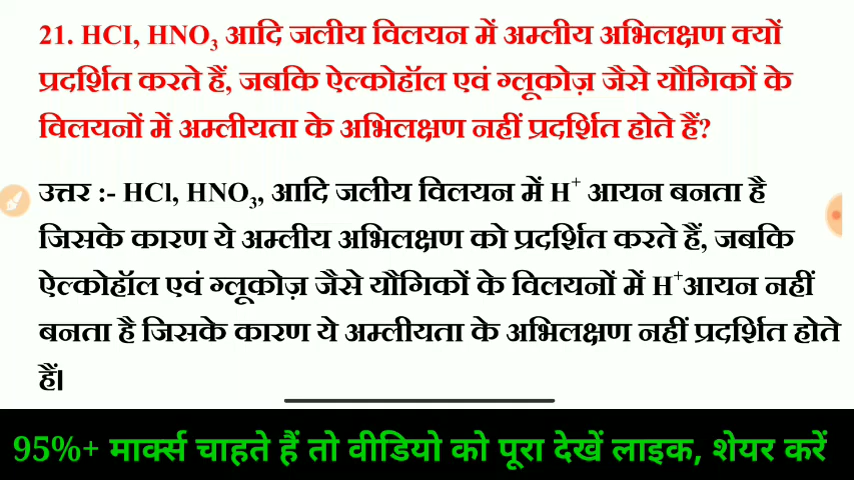 21. HCI, HNO₃ आदि जलीय विलयन में अम्लीय अभिलक्षण क्यों
प्रदर्शित करते हैं, जबकि ऐल्कोहॉल एवं ग्लूकोज़ जैसे यौगिकों के
विलयनों में अम्लीयता के अभिलक्षण नहीं प्रदर्शित होते हैं?
उत्तर :- HCl, HNO₃, आदि जलीय विलयन में H⁺ आयन बनता है
जिसके कारण ये अम्लीय अभिलक्षण को प्रदर्शित करते हैं, जबकि
ऐल्कोहॉल एवं ग्लूकोज़ जैसे यौगिकों के विलयनों में H⁺आयन नहीं
बनता है जिसके कारण ये अम्लीयता के अभिलक्षण नहीं प्रदर्शित होते
हैं।
95%+ मार्क्स चाहते हैं तो वीडियो को पूरा देखें लाइक, शेयर करें